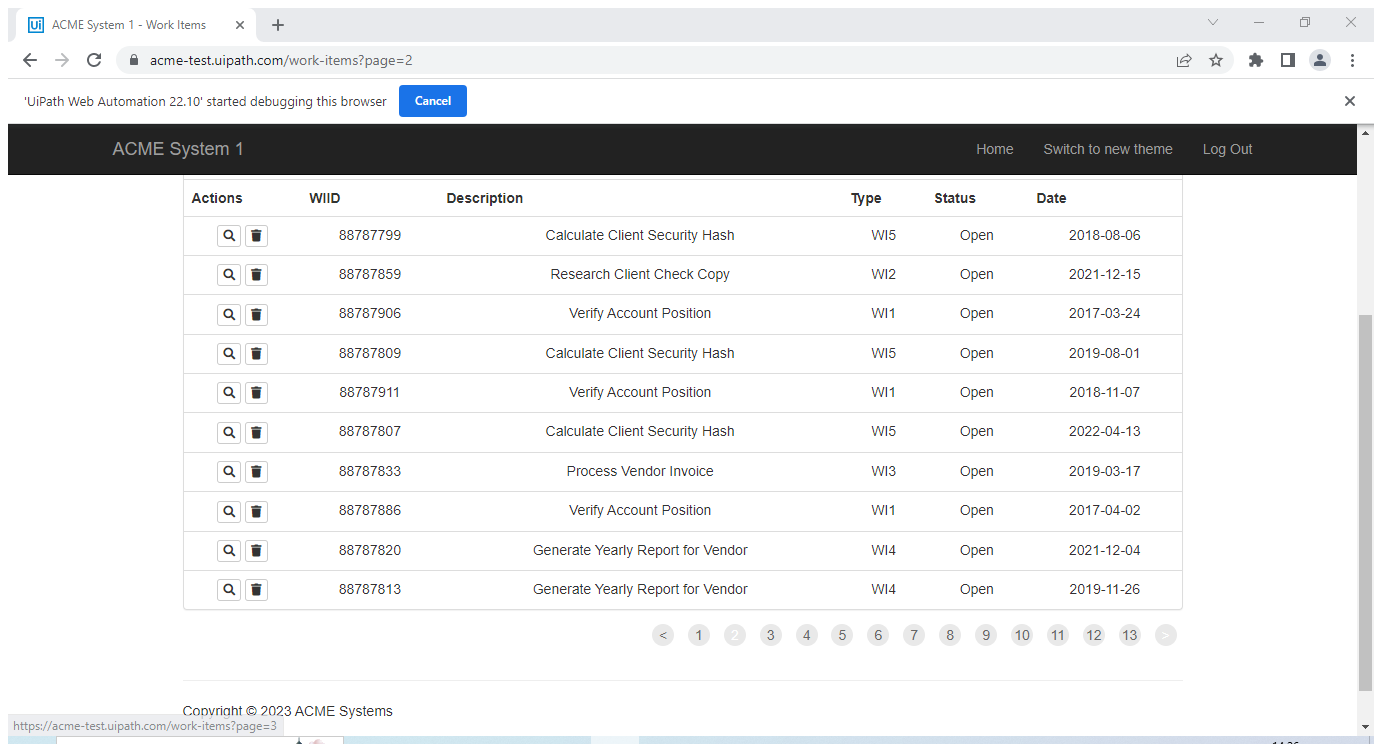 Ui ACME System 1 - Work Items
acme-test.uipath.com/work-items?page=2
'UiPath Web Automation 22.10' started debugging this browser Cancel
ACME System 1 Home Switch to new theme Log Out
Actions WIID Description Type Status Date
88787799 Calculate Client Security Hash WI5 Open 2018-08-06
88787859 Research Client Check Copy WI2 Open 2021-12-15
88787906 Verify Account Position WI1 Open 2017-03-24
88787809 Calculate Client Security Hash WI5 Open 2019-08-01
88787911 Verify Account Position WI1 Open 2018-11-07
88787807 Calculate Client Security Hash WI5 Open 2022-04-13
88787833 Process Vendor Invoice WI3 Open 2019-03-17
88787886 Verify Account Position WI1 Open 2017-04-02
88787820 Generate Yearly Report for Vendor WI4 Open 2021-12-04
88787813 Generate Yearly Report for Vendor WI4 Open 2019-11-26
< 1 2 3 4 5 6 7 8 9 10 11 12 13 >
Copyright © 2023 ACME Systems
https://acme-test.uipath.com/work-items?page=3